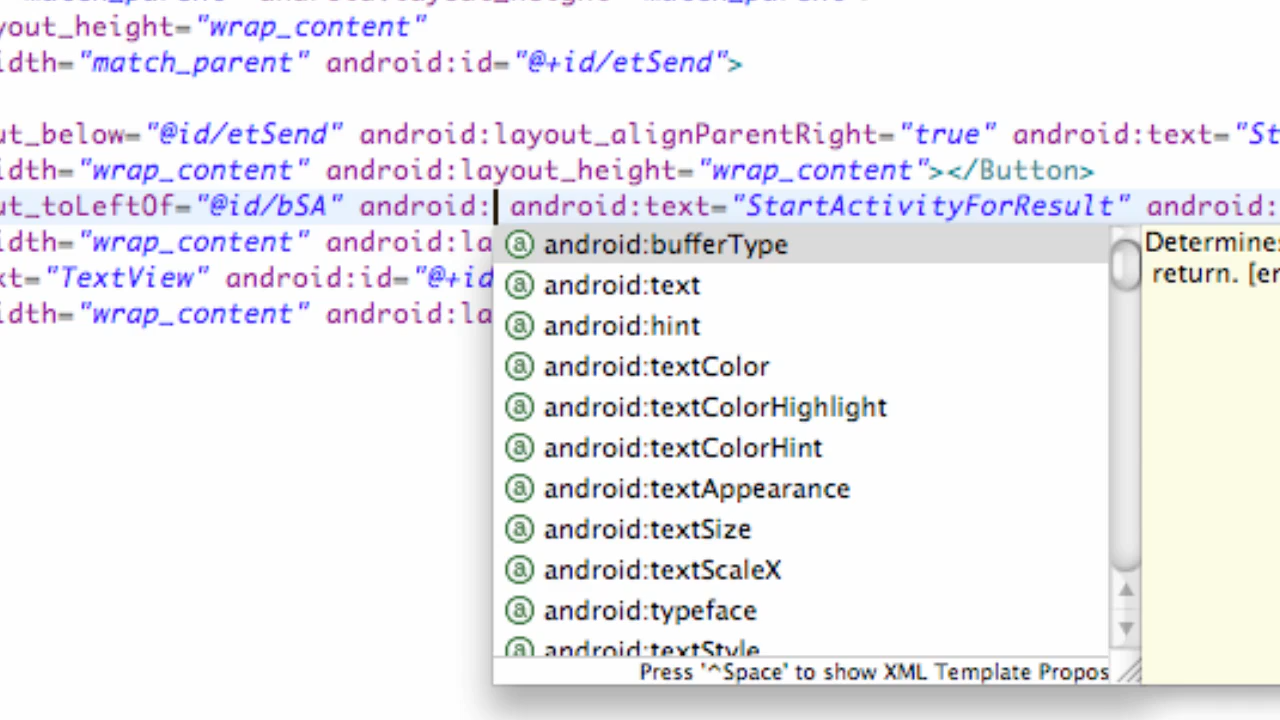 yout_height="wrap_content"
idth="match_parent" android:id="@+id/etSend">
ut_below="@id/etSend" android:layout_alignParentRight="true" android:text="St
idth="wrap_content" android:layout_height="wrap_content"></Button>
ut_toLeftOf="@id/bSA" android: android:text="StartActivityForResult" android:
idth="wrap_content" android:la
xt="TextView" android:id="@+id
idth="wrap_content" android:la
android:bufferType
android:text
android:hint
android:textColor
android:textColorHighlight
android:textColorHint
android:textAppearance
android:textSize
android:textScaleX
android:typeface
android:textStyle
Press '^Space' to show XML Template Propos
Determines
return. [er